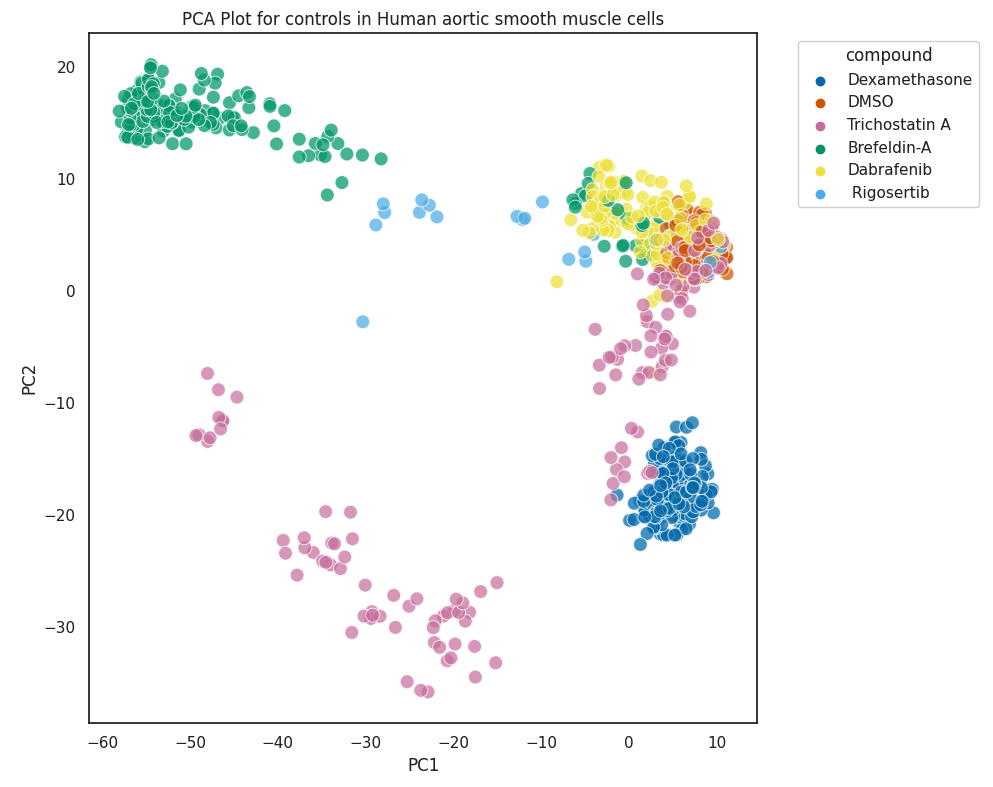 PCA Plot for controls in Human aortic smooth muscle cells
compound
Dexamethasone
DMSO
Trichostatin A
Brefeldin-A
Dabrafenib
Rigosertib
PC2
20
10
0
−10
−20
−30
−60 −50 −40 −30 −20 −10 0 10
PC1